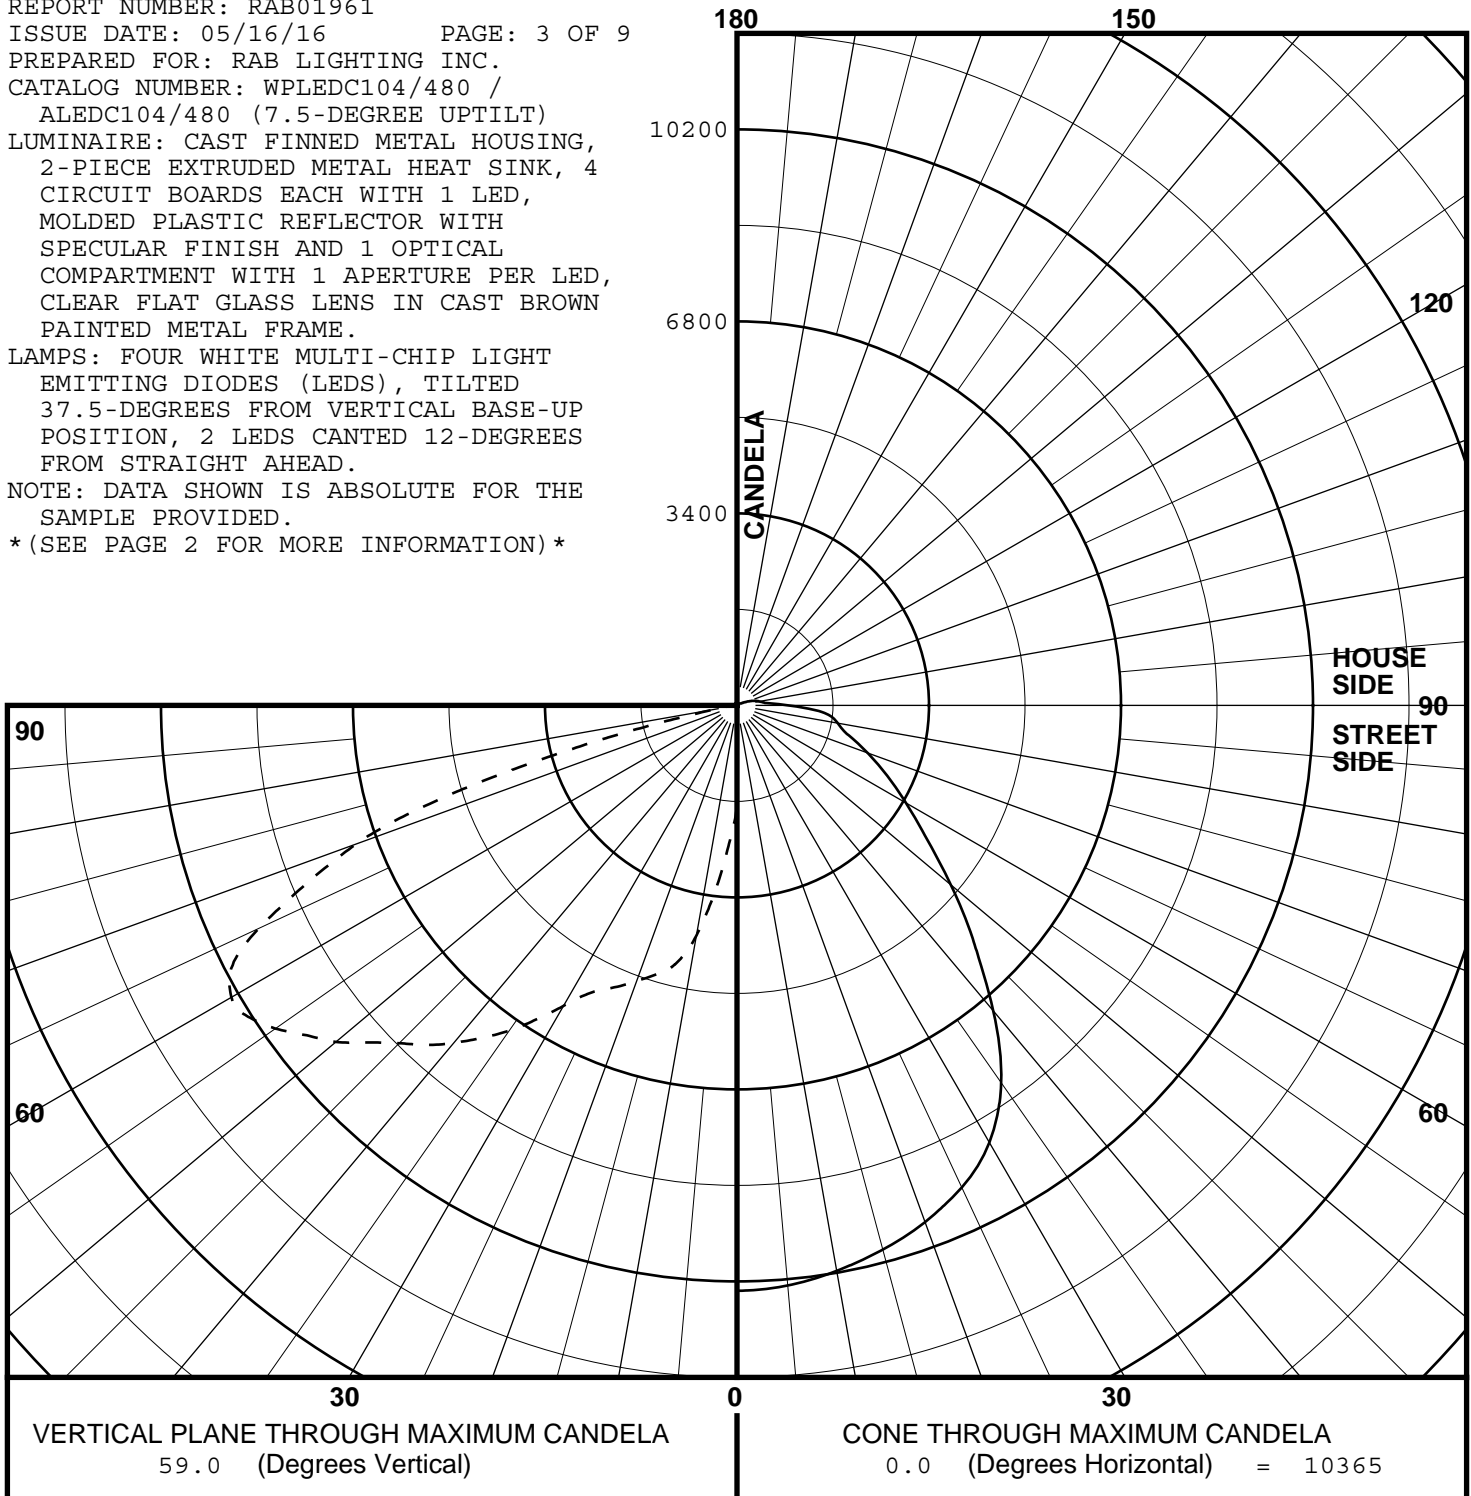 REPORT NUMBER: RAB01961
ISSUE DATE: 05/16/16 PAGE: 3 OF 9
PREPARED FOR: RAB LIGHTING INC.
CATALOG NUMBER: WPLEDC104/480 /
ALEDC104/480 (7.5-DEGREE UPTILT)
LUMINAIRE: CAST FINNED METAL HOUSING,
2-PIECE EXTRUDED METAL HEAT SINK, 4
CIRCUIT BOARDS EACH WITH 1 LED,
MOLDED PLASTIC REFLECTOR WITH
SPECULAR FINISH AND 1 OPTICAL
COMPARTMENT WITH 1 APERTURE PER LED,
CLEAR FLAT GLASS LENS IN CAST BROWN
PAINTED METAL FRAME.
LAMPS: FOUR WHITE MULTI-CHIP LIGHT
EMITTING DIODES (LEDS), TILTED
37.5-DEGREES FROM VERTICAL BASE-UP
POSITION, 2 LEDS CANTED 12-DEGREES
FROM STRAIGHT AHEAD.
NOTE: DATA SHOWN IS ABSOLUTE FOR THE
SAMPLE PROVIDED.
*(SEE PAGE 2 FOR MORE INFORMATION)*
180
150
10200
120
6800
CANDELA
3400
HOUSE
SIDE
90
90
STREET
SIDE
60
60
30
0
30
VERTICAL PLANE THROUGH MAXIMUM CANDELA
59.0 (Degrees Vertical)
CONE THROUGH MAXIMUM CANDELA
0.0 (Degrees Horizontal) = 10365